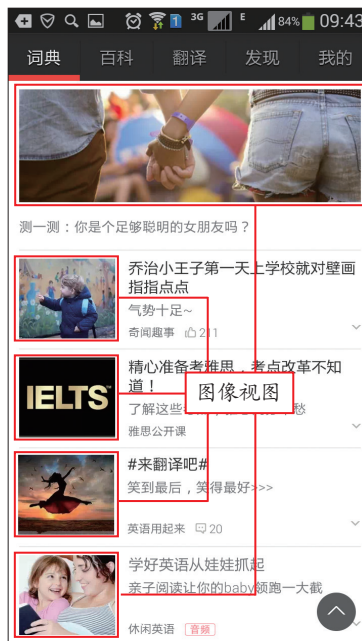 1 3G E 84% 09:43
词典 百科 翻译 发现 我的
测一测：你是个足够聪明的女朋友吗？
乔治小王子第一天上学校就对壁画
指指点点
气势十足~
奇闻趣事 211
IELTS
精心准备考雅思，考点改革不知
道！
图像视图
了解这些
愁
雅思公开课
#来翻译吧#
笑到最后，笑得最好>>>
英语用起来 20
学好英语从娃娃抓起
亲子阅读让你的baby领跑一大截
休闲英语 音频